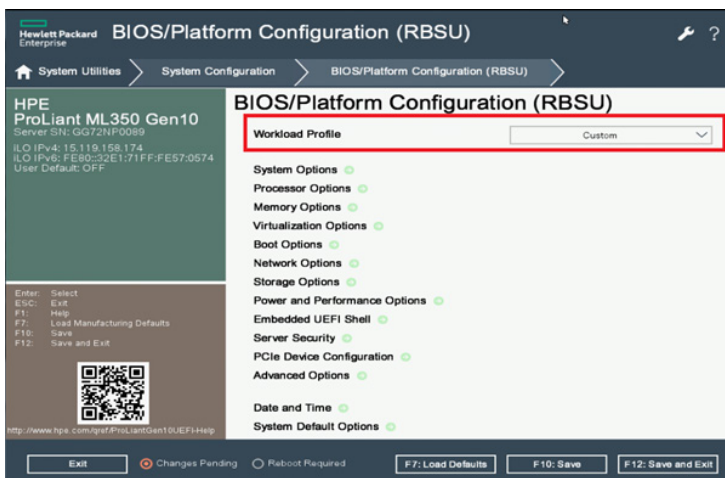 Hewlett Packard
Enterprise
BIOS/Platform Configuration (RBSU)
?
System Utilities
System Configuration
BIOS/Platform Configuration (RBSU)
HPE
ProLiant ML350 Gen10
Server SN: GG72NP0089
iLO IPv4: 15.119.158.174
iLO IPv6: FE80::32E1:71FF:FE57:0574
User Default: OFF
Enter: Select
ESC: Exit
F1: Help
F7: Load Manufacturing Defaults
F10: Save
F12: Save and Exit
http://www.hpe.com/qref/ProLiantGen10UEFI-Help
BIOS/Platform Configuration (RBSU)
Workload Profile
Custom
System Options
Processor Options
Memory Options
Virtualization Options
Boot Options
Network Options
Storage Options
Power and Performance Options
Embedded UEFI Shell
Server Security
PCIe Device Configuration
Advanced Options
Date and Time
System Default Options
Exit
Changes Pending
Reboot Required
F7: Load Defaults
F10: Save
F12: Save and Exit